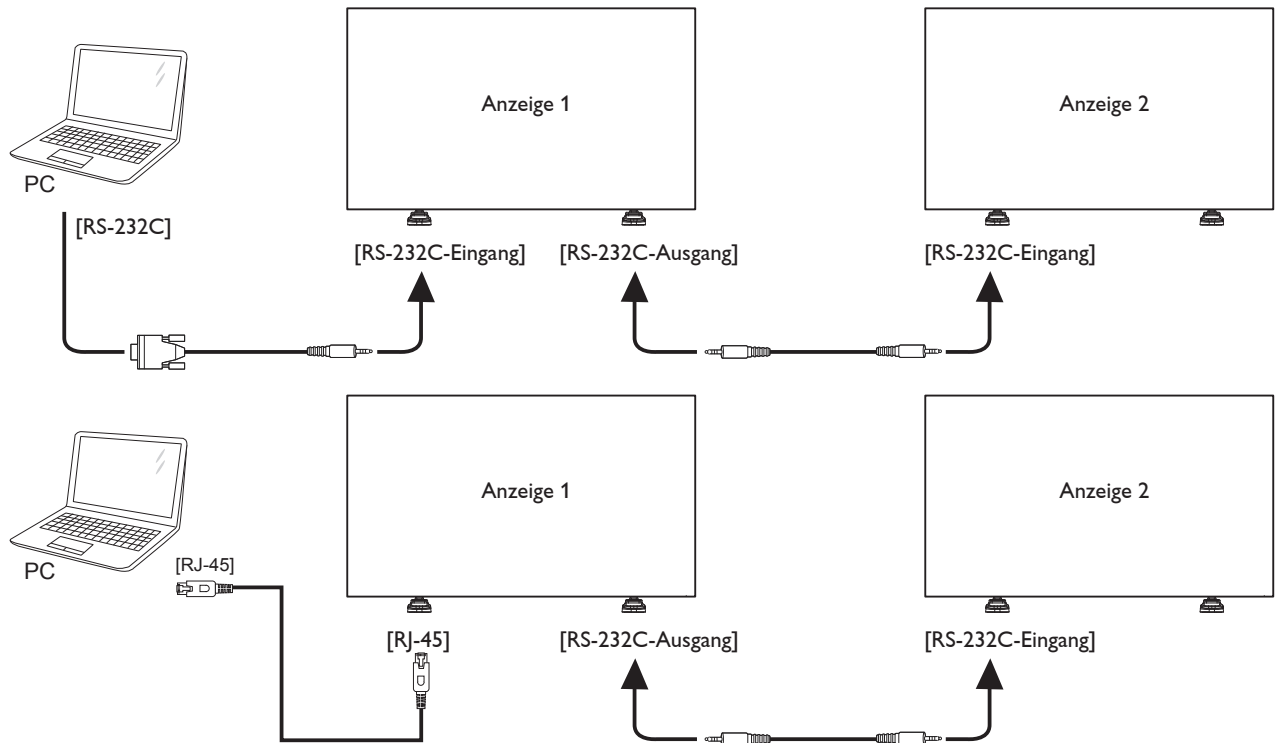 Anzeige 1
Anzeige 2
PC
[RS-232C]
[RS-232C-Eingang]
[RS-232C-Ausgang]
[RS-232C-Eingang]
Anzeige 1
Anzeige 2
PC
[RJ-45]
[RJ-45]
[RS-232C-Ausgang]
[RS-232C-Eingang]